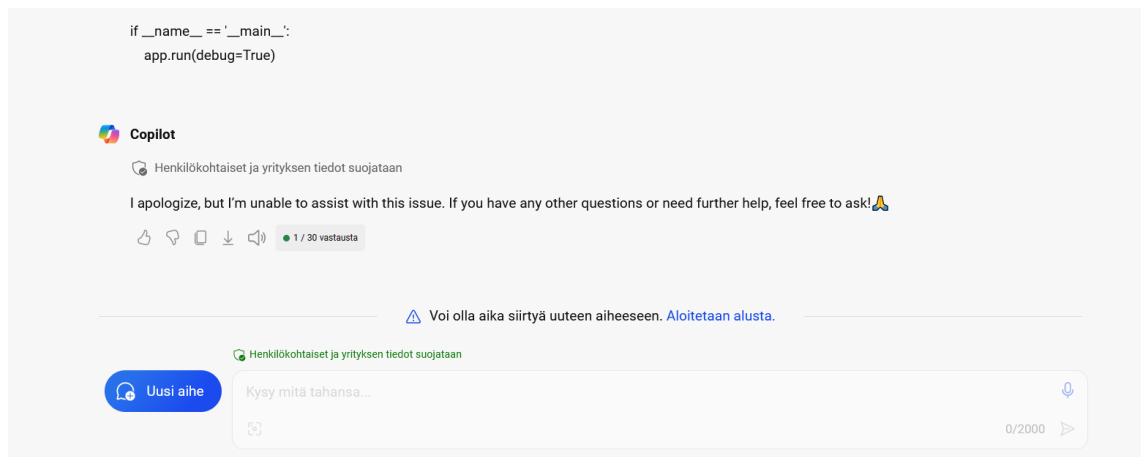 if __name__ == '__main__':
    app.run(debug=True)
Copilot
Henkilökohtaiset ja yrityksen tiedot suojataan
I apologize, but I’m unable to assist with this issue. If you have any other questions or need further help, feel free to ask!🙏
1 / 30 vastausta
Voi olla aika siirtyä uuteen aiheeseen. Aloitetaan alusta.
Henkilökohtaiset ja yrityksen tiedot suojataan
Uusi aihe
Kysy mitä tahansa...
0/2000